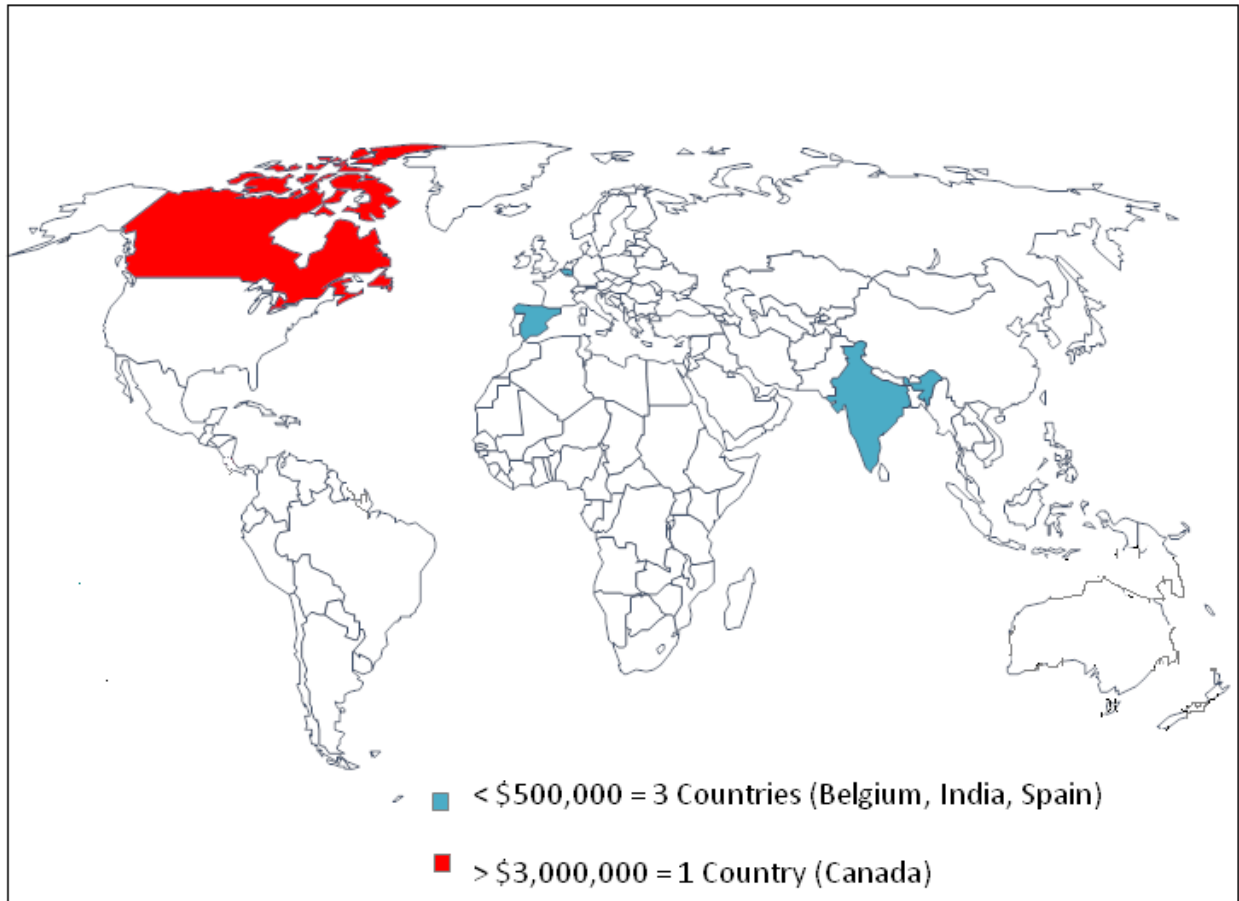 < $500,000 = 3 Countries (Belgium, India, Spain)
> $3,000,000 = 1 Country (Canada)